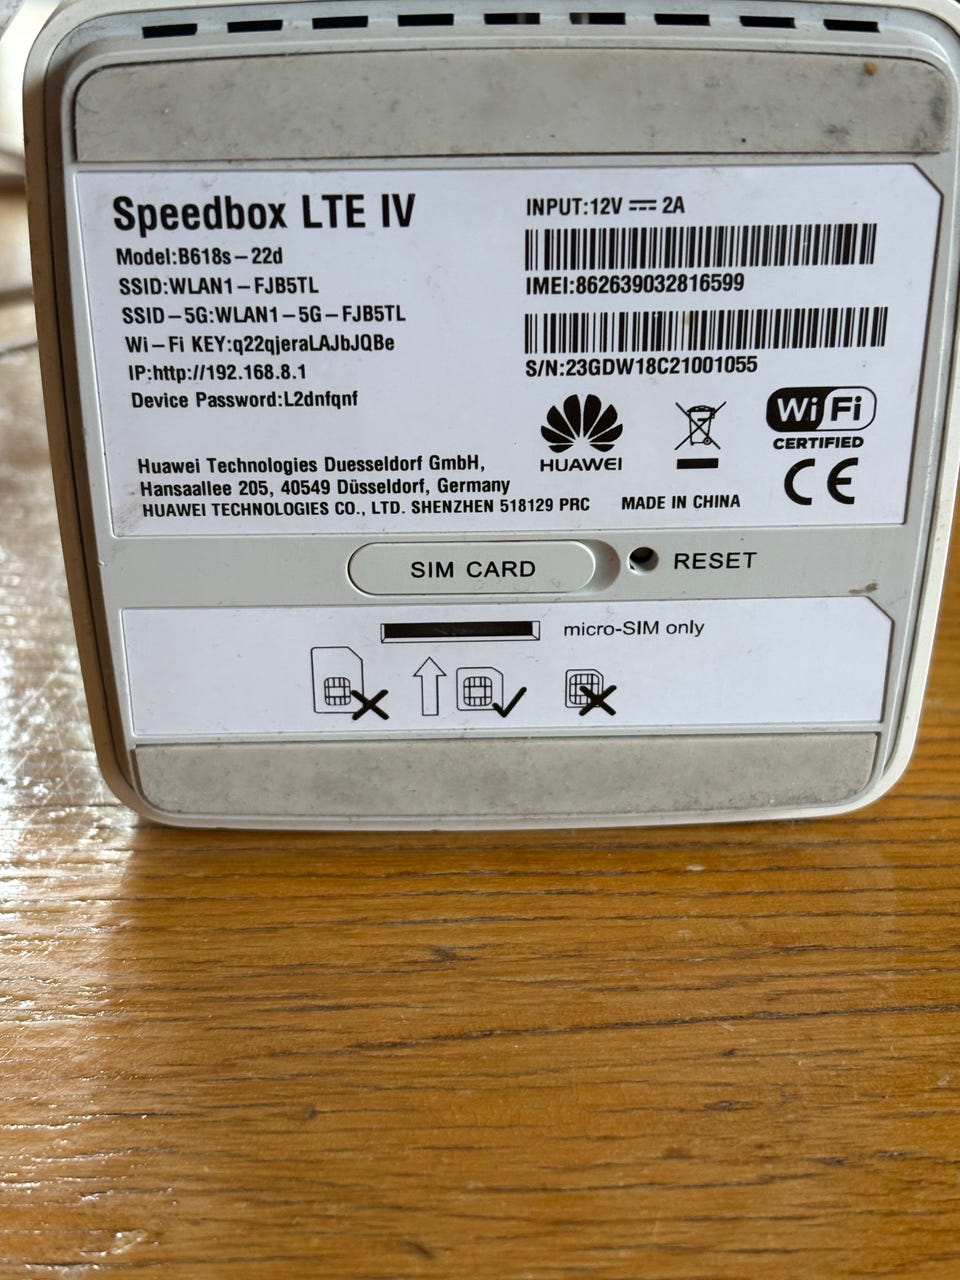 Speedbox LTE IV
Model:B618s-22d
SSID:WLAN1-FJB5TL
SSID-5G:WLAN1-5G-FJB5TL
Wi-Fi KEY:q22qjeraLAJbJQBe
IP:http://192.168.8.1
Device Password:L2dnfqnf
Huawei Technologies Duesseldorf GmbH,
Hansaallee 205, 40549 Düsseldorf, Germany
HUAWEI TECHNOLOGIES CO., LTD. SHENZHEN 518129 PRC
INPUT:12V ⎓ 2A
IMEI:862639032816599
S/N:23GDW18C21001055
HUAWEI
Wi Fi
CERTIFIED
CE
MADE IN CHINA
SIM CARD
RESET
micro-SIM only